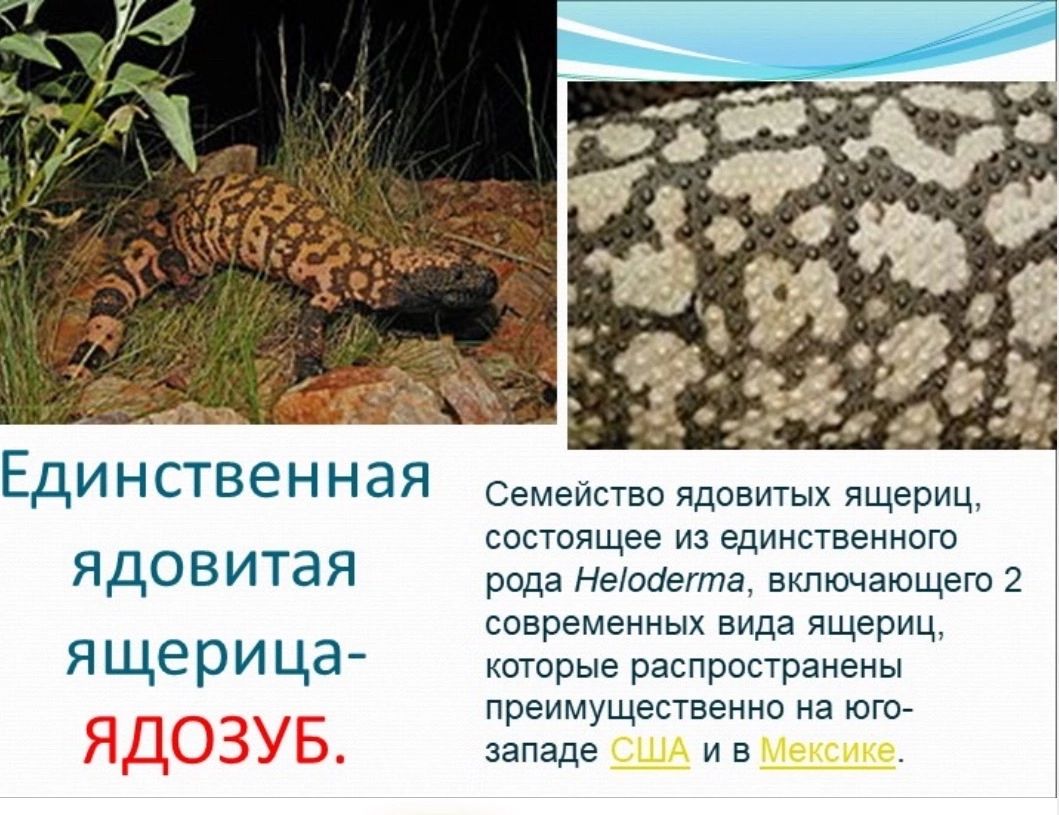 Единственная
ядовитая
ящерица-
ЯДОЗУБ.
Семейство ядовитых ящериц,
состоящее из единственного
рода Heloderma, включающего 2
современных вида ящериц,
которые распространены
преимущественно на юго-
западе США и в Мексике.